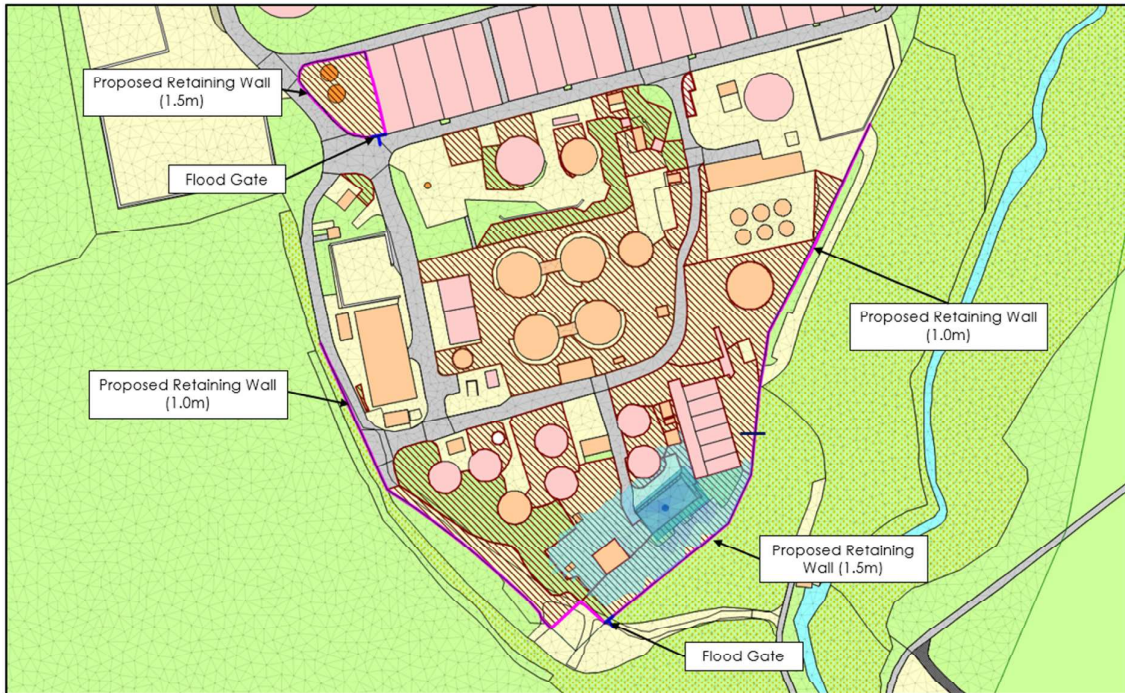 Proposed Retaining Wall
(1.5m)
Flood Gate
Proposed Retaining Wall
(1.0m)
Proposed Retaining Wall
(1.0m)
Proposed Retaining
Wall (1.5m)
Flood Gate